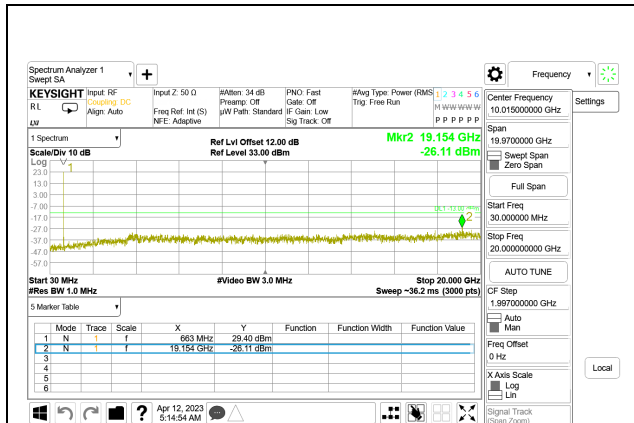 Spectrum Analyzer 1
Swept SA
+
Frequency
KEYSIGHT
Input: RF
Coupling: DC
Align: Auto
Input Z: 50 Ω
Freq Ref: Int (S)
NFE: Adaptive
#Atten: 34 dB
Preamp: Off
µW Path: Standard
PNO: Fast
Gate: Off
IF Gain: Low
Sig Track: Off
#Avg Type: Power (RMS
Trig: Free Run
1 2 3 4 5 6
M W W W W W
P P P P P P
RL
LXI
Center Frequency
10.015000000 GHz
Settings
Span
19.9700000 GHz
Swept Span
Zero Span
Full Span
Start Freq
30.000000 MHz
Stop Freq
20.000000000 GHz
AUTO TUNE
CF Step
1.997000000 GHz
Auto
Man
Freq Offset
0 Hz
X Axis Scale
Log
Lin
Signal Track
(Span Zoom)
Local
1 Spectrum
Scale/Div 10 dB
Ref Lvl Offset 12.00 dB
Ref Level 33.00 dBm
Mkr2 19.154 GHz
-26.11 dBm
Log
1
23.0
13.0
3.00
-7.00
-17.0
-27.0
-37.0
-47.0
-57.0
2
Start 30 MHz
#Res BW 1.0 MHz
#Video BW 3.0 MHz
Stop 20.000 GHz
Sweep ~36.2 ms (3000 pts)
5 Marker Table
Mode Trace Scale X Y Function Function Width Function Value
1 N 1 f 663 MHz 29.40 dBm
2 N 1 f 19.154 GHz -26.11 dBm
3
4
5
6
?
Apr 12, 2023
5:14:54 AM